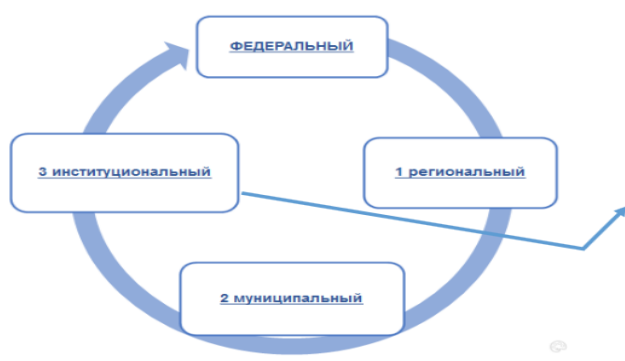 ФЕДЕРАЛЬНЫЙ
3 институциональный
1 региональный
2 муниципальный